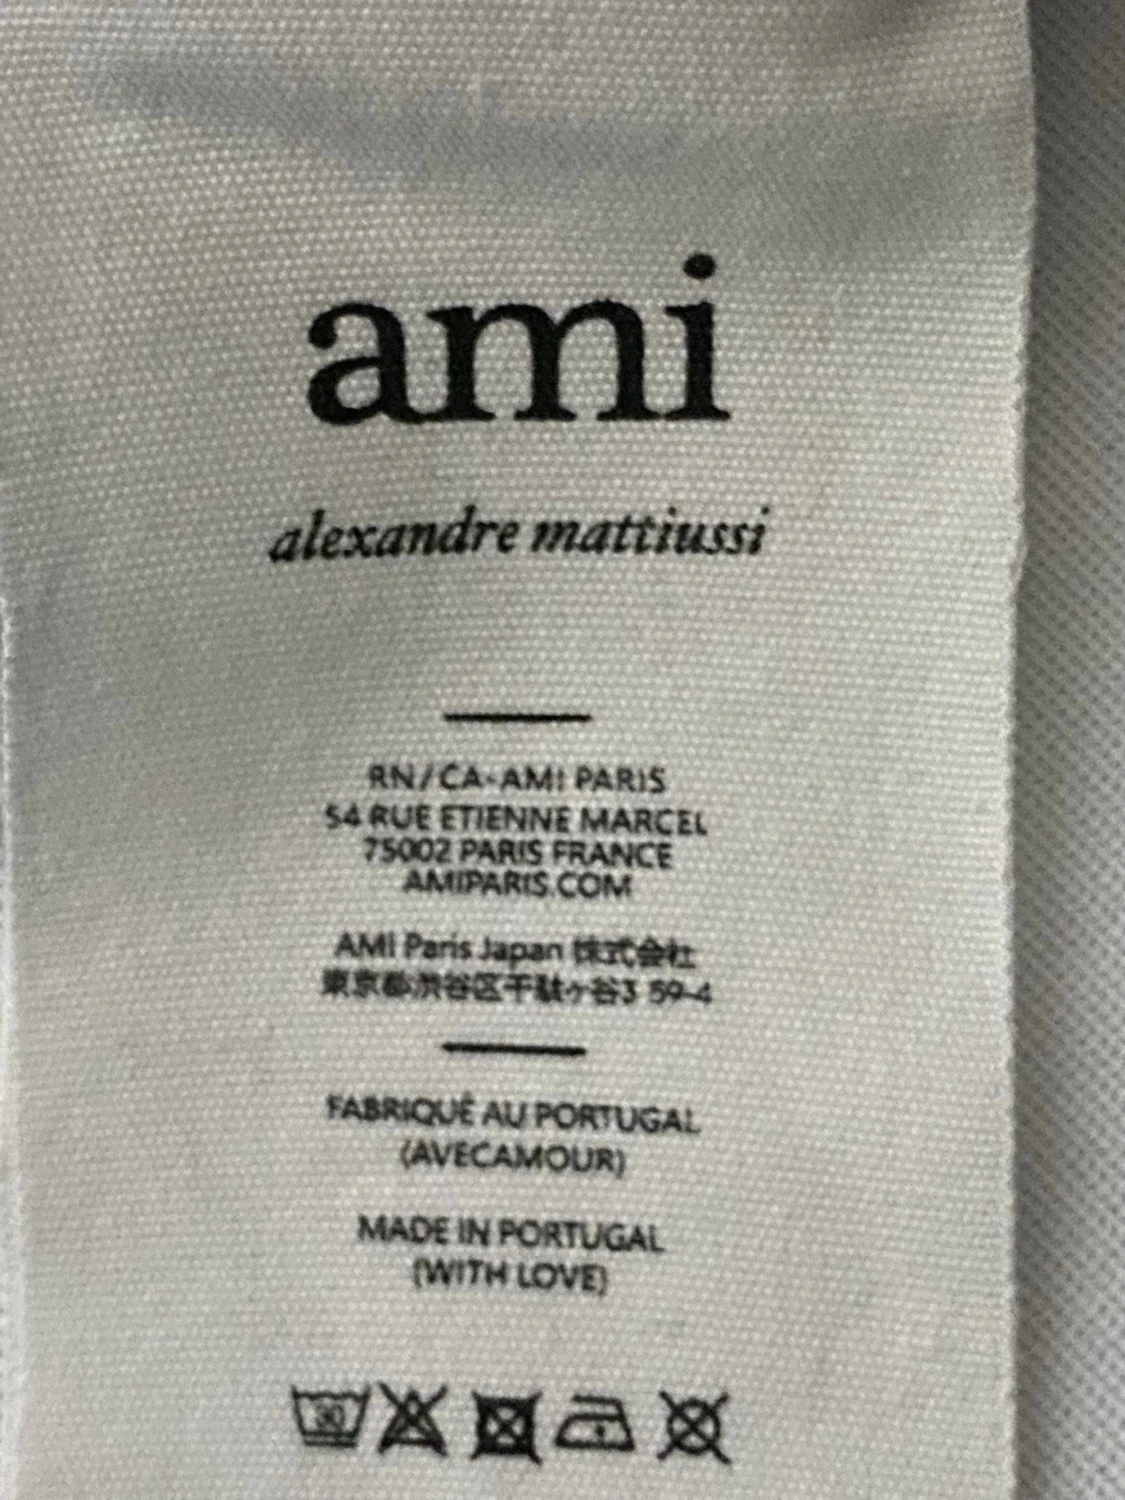 ami
alexandre mattiussi
RN/CA-AMI PARIS
54 RUE ETIENNE MARCEL
75002 PARIS FRANCE
AMIPARIS.COM
AMI Paris Japan 株式会社
東京都渋谷区千駄ヶ谷3 59-4
FABRIQUÉ AU PORTUGAL
(AVECAMOUR)
MADE IN PORTUGAL
(WITH LOVE)
30